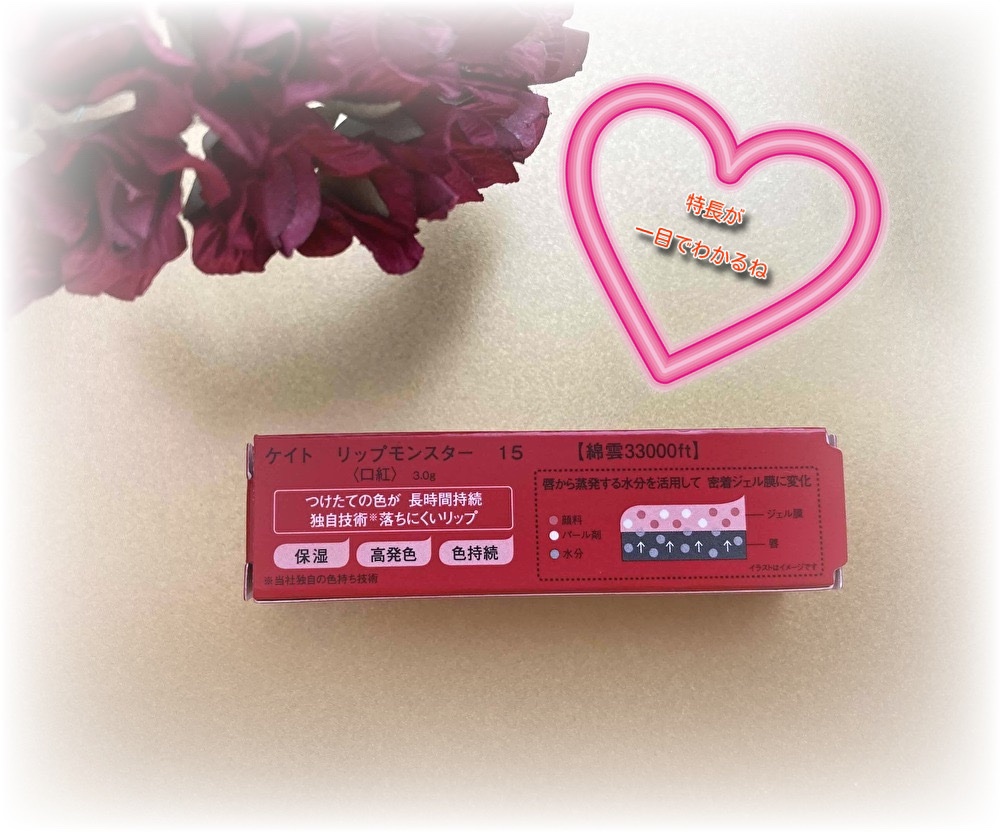 特長が
一目でわかるね
ケイト リップモンスター 15 【綿雲33000ft】
〈口紅〉 3.0g
つけたての色が 長時間持続
独自技術※落ちにくいリップ
保湿 高発色 色持続
※当社独自の色持ち技術
唇から蒸発する水分を活用して 密着ジェル膜に変化
顔料
パール剤
水分
ジェル膜
唇
イラストはイメージです